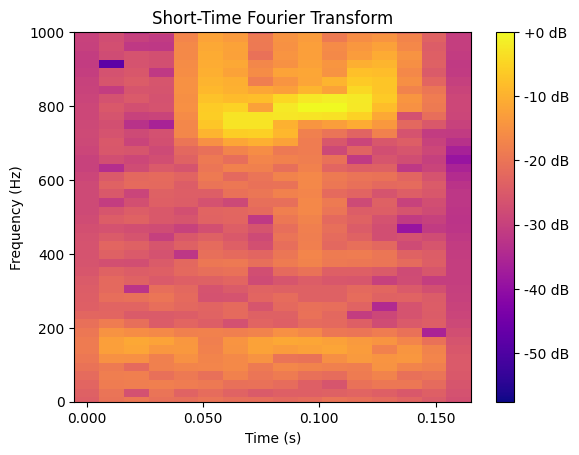 Short-Time Fourier Transform
1000
800
600
400
200
0
Frequency (Hz)
0.000
0.050
0.100
0.150
Time (s)
+0 dB
-10 dB
-20 dB
-30 dB
-40 dB
-50 dB